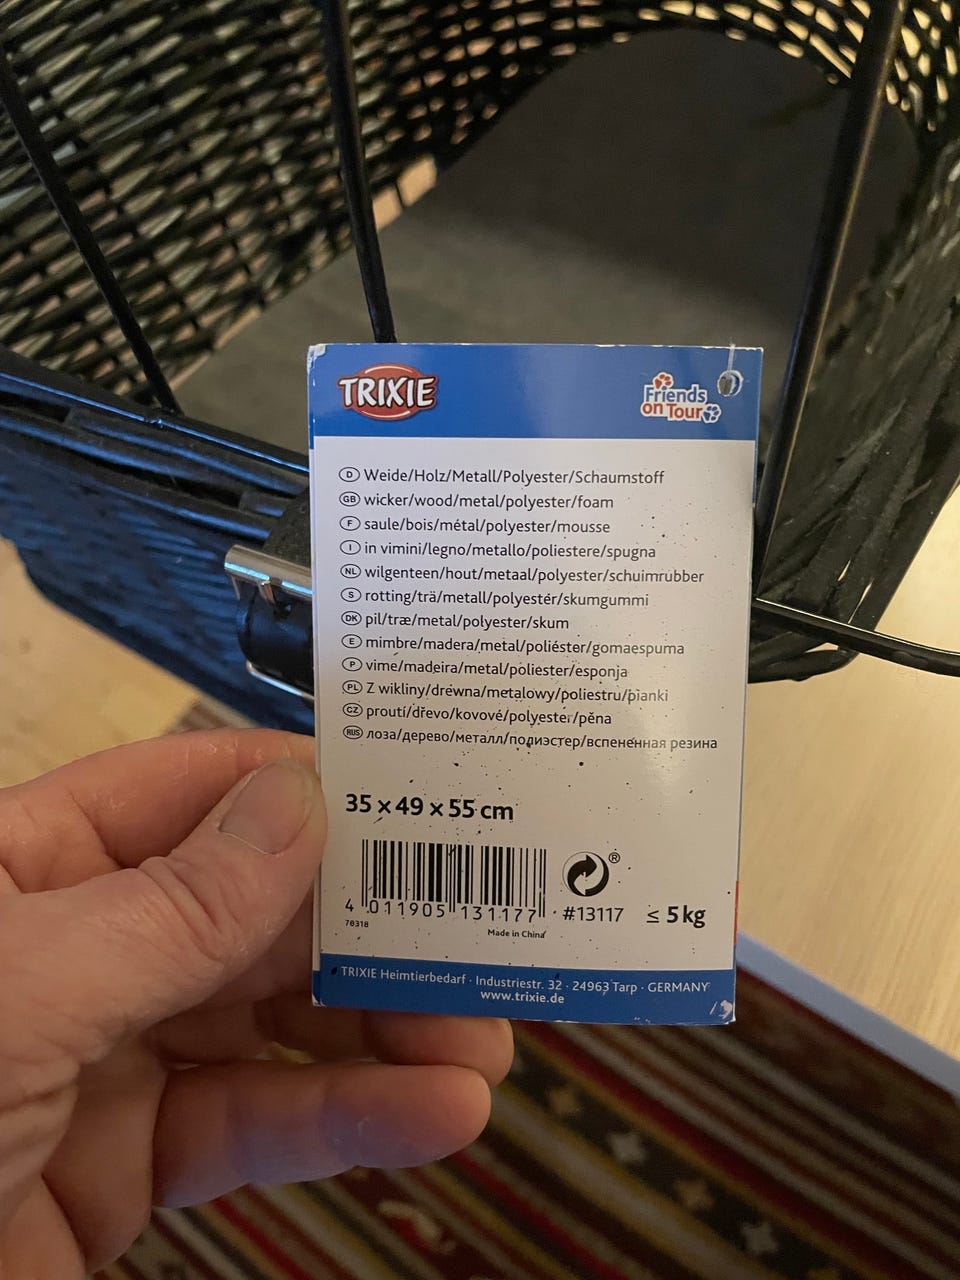 TRIXIE
Friends
on Tour
D Weide/Holz/Metall/Polyester/Schaumstoff
GB wicker/wood/metal/polyester/foam
F saule/bois/métal/polyester/mousse
I in vimini/legno/metallo/poliestere/spugna
NL wilgenteen/hout/metaal/polyester/schuimrubber
S rotting/trä/metall/polyestér/skumgummi
DK pil/træ/metal/polyester/skum
E mimbre/madera/metal/poliéster/gomaespuma
P vime/madeira/metal/poliester/esponja
PL Z wikliny/drewna/metalowy/poliestru/pianki
CZ proutí/dřevo/kovové/polyester/pěna
RUS лоза/дерево/металл/полиэстер/вспененная резина
35 x 49 x 55 cm
4 011905 131177
®
#13117
≤ 5 kg
78318
Made in China
TRIXIE Heimtierbedarf · Industriestr. 32 · 24963 Tarp · GERMANY
www.trixie.de